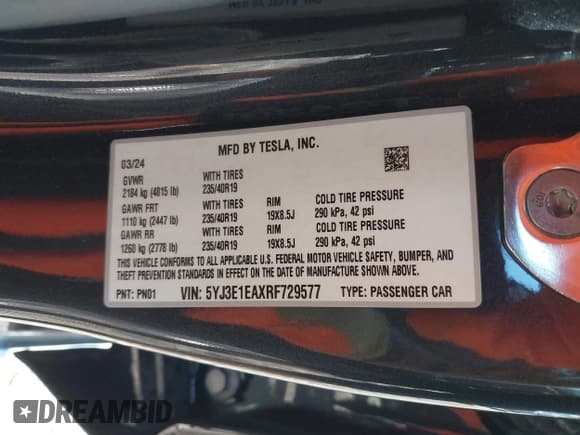 MFD BY TESLA, INC.
03/24
GVWR WITH TIRES
2184 kg (4815 lb) 235/40R19
GAWR FRT WITH TIRES RIM COLD TIRE PRESSURE
1110 kg (2447 lb) 235/40R19 19X8.5J 290 kPa, 42 psi
GAWR RR WITH TIRES RIM COLD TIRE PRESSURE
1260 kg (2778 lb) 235/40R19 19X8.5J 290 kPa, 42 psi
THIS VEHICLE CONFORMS TO ALL APPLICABLE U.S. FEDERAL MOTOR VEHICLE SAFETY, BUMPER, AND
THEFT PREVENTION STANDARDS IN EFFECT ON THE DATE OF MANUFACTURE SHOWN ABOVE.
PNT: PN01 VIN: 5YJ3E1EAXRF729577 TYPE: PASSENGER CAR
109
DREAMBID